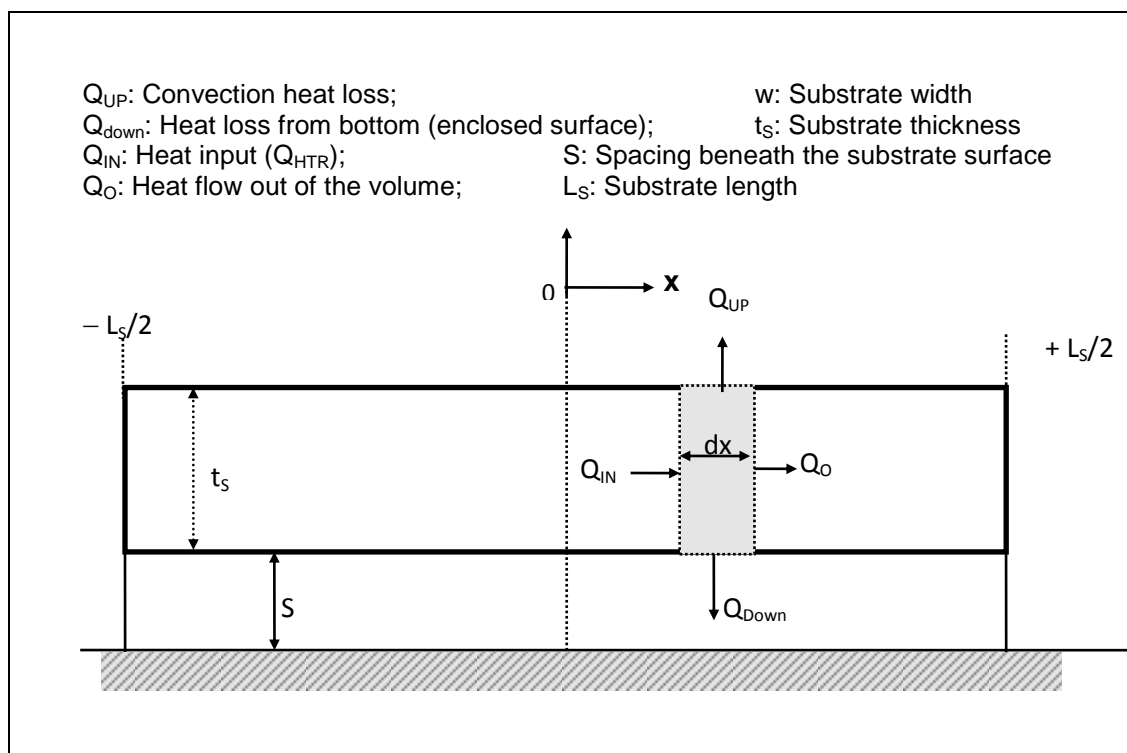 Q_UP: Convection heat loss; w: Substrate width
Q_down: Heat loss from bottom (enclosed surface); t_S: Substrate thickness
Q_IN: Heat input (Q_HTR); S: Spacing beneath the substrate surface
Q_O: Heat flow out of the volume; L_S: Substrate length
0
x
Q_UP
– L_S/2
+ L_S/2
dx
Q_IN
Q_O
t_S
S
Q_Down